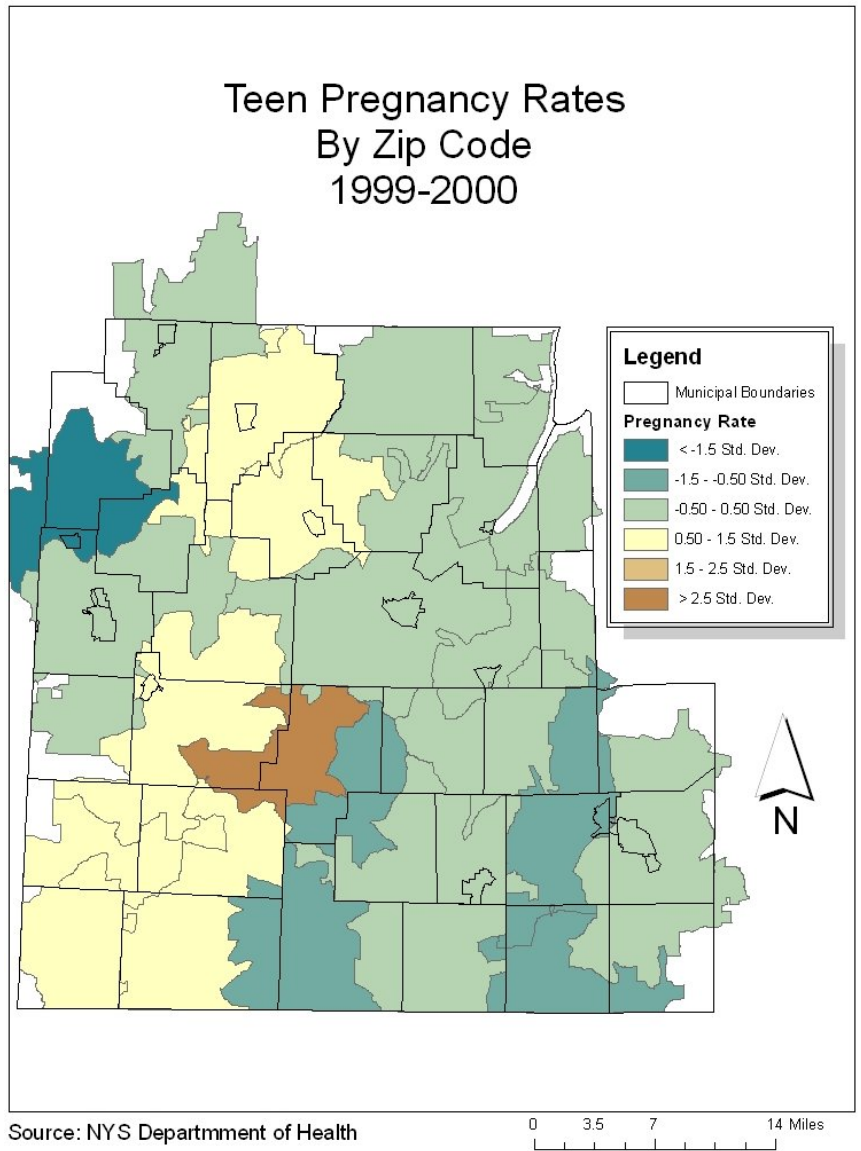 Teen Pregnancy Rates
By Zip Code
1999-2000
Legend
Municipal Boundaries
Pregnancy Rate
< -1.5 Std. Dev.
-1.5 - -0.50 Std. Dev.
-0.50 - 0.50 Std. Dev.
0.50 - 1.5 Std. Dev.
1.5 - 2.5 Std. Dev.
> 2.5 Std. Dev.
N
Source: NYS Departmment of Health
0 3.5 7 14 Miles